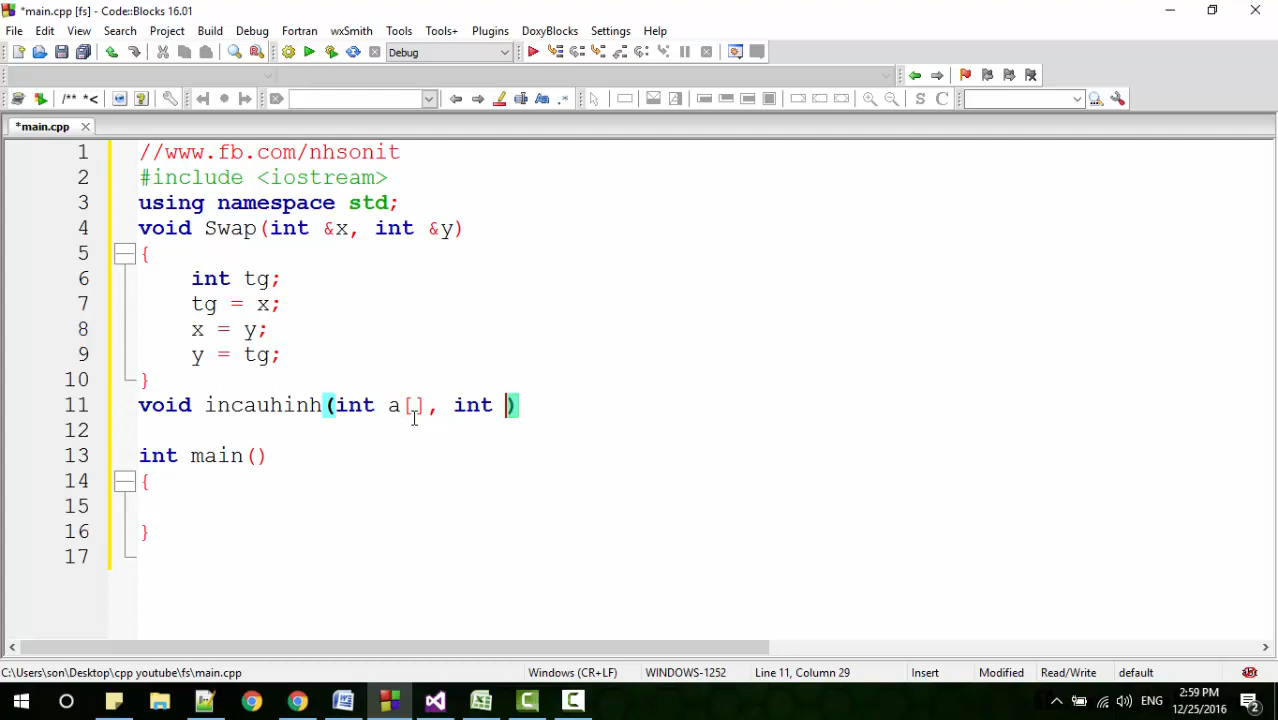 *main.cpp [fs] - Code::Blocks 16.01
File Edit View Search Project Build Debug Fortran wxSmith Tools Tools+ Plugins DoxyBlocks Settings Help
Debug
/** *<
S C
*main.cpp
1 //www.fb.com/nhsonit
2 #include <iostream>
3 using namespace std;
4 void Swap(int &x, int &y)
5 {
6 int tg;
7 tg = x;
8 x = y;
9 y = tg;
10 }
11 void incauhinh(int a[], int )
12
13 int main()
14 {
15
16 }
17
C:\Users\son\Desktop\cpp youtube\fs\main.cpp Windows (CR+LF) WINDOWS-1252 Line 11, Column 29 Insert Modified Read/Write default
ENG 2:59 PM
12/25/2016 2